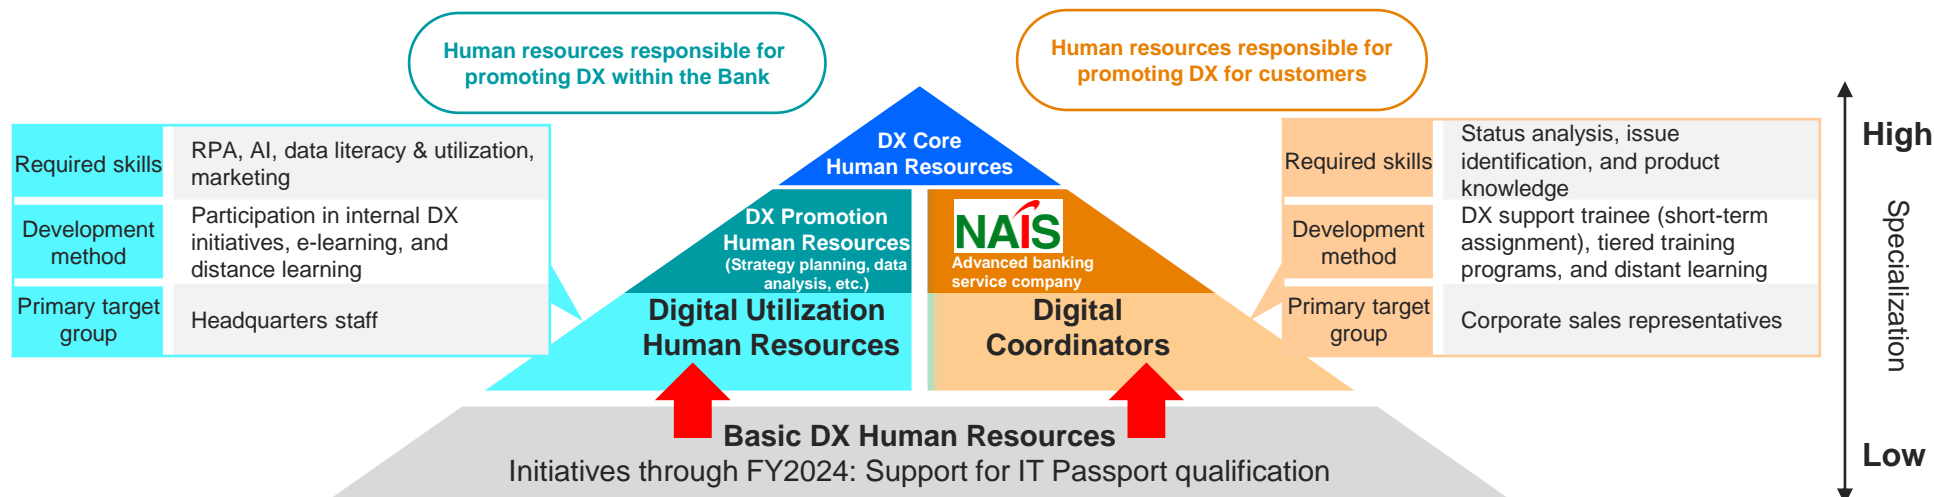 Human resources responsible for
promoting DX within the Bank
Human resources responsible for
promoting DX for customers
Required skills
RPA, AI, data literacy & utilization,
marketing
Development
method
Participation in internal DX
initiatives, e-learning, and
distance learning
Primary target
group
Headquarters staff
DX Core
Human Resources
DX Promotion
Human Resources
(Strategy planning, data
analysis, etc.)
NAIS
Advanced banking
service company
Digital Utilization
Human Resources
Digital
Coordinators
Basic DX Human Resources
Initiatives through FY2024: Support for IT Passport qualification
Required skills
Status analysis, issue
identification, and product
knowledge
Development
method
DX support trainee (short-term
assignment), tiered training
programs, and distant learning
Primary target
group
Corporate sales representatives
High
Specialization
Low